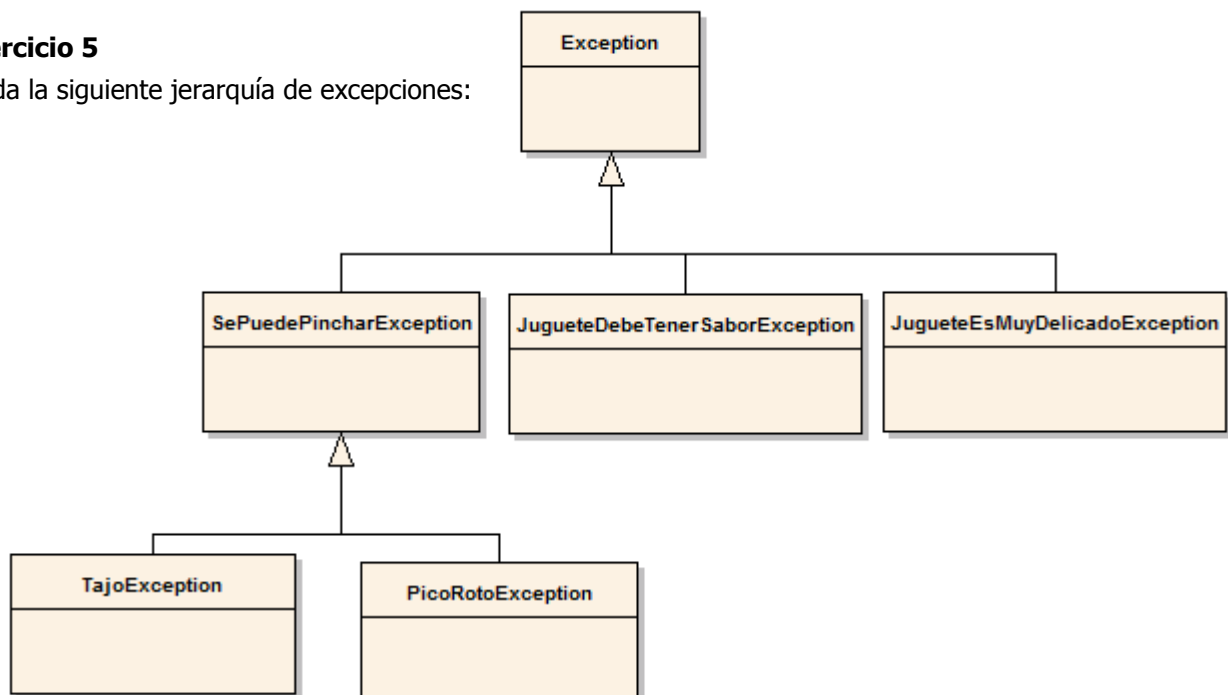 Exception
rcicio 5
da la siguiente jerarquía de excepciones:
SePuedePincharException
JugueteDebeTenerSaborException
JugueteEsMuyDelicadoException
TajoException
PicoRotoException